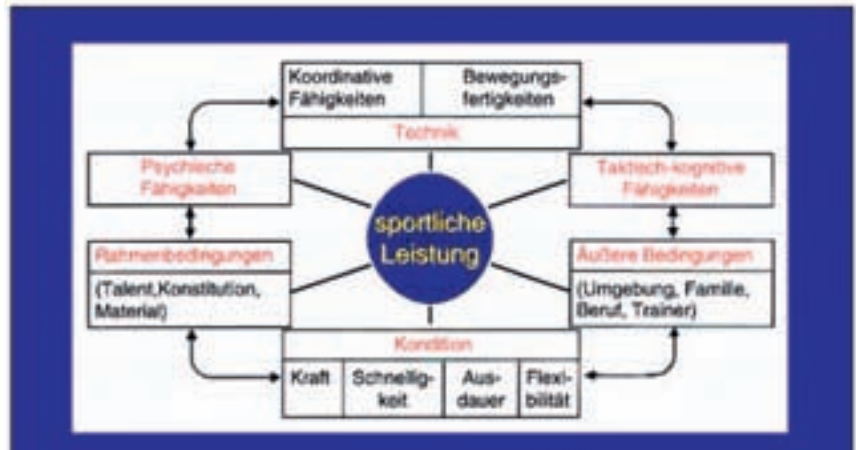 Koordinative
Fähigkeiten
Bewegungs-
fertigkeiten
Technik
Psychische
Fähigkeiten
Taktisch-kognitive
Fähigkeiten
sportliche
Leistung
Rahmenbedingungen
(Talent,Konstitution,
Material)
Äußere Bedingungen
(Umgebung, Familie,
Beruf, Trainer)
Kondition
Kraft
Schnellig-
keit
Aus-
dauer
Flexi-
bilität